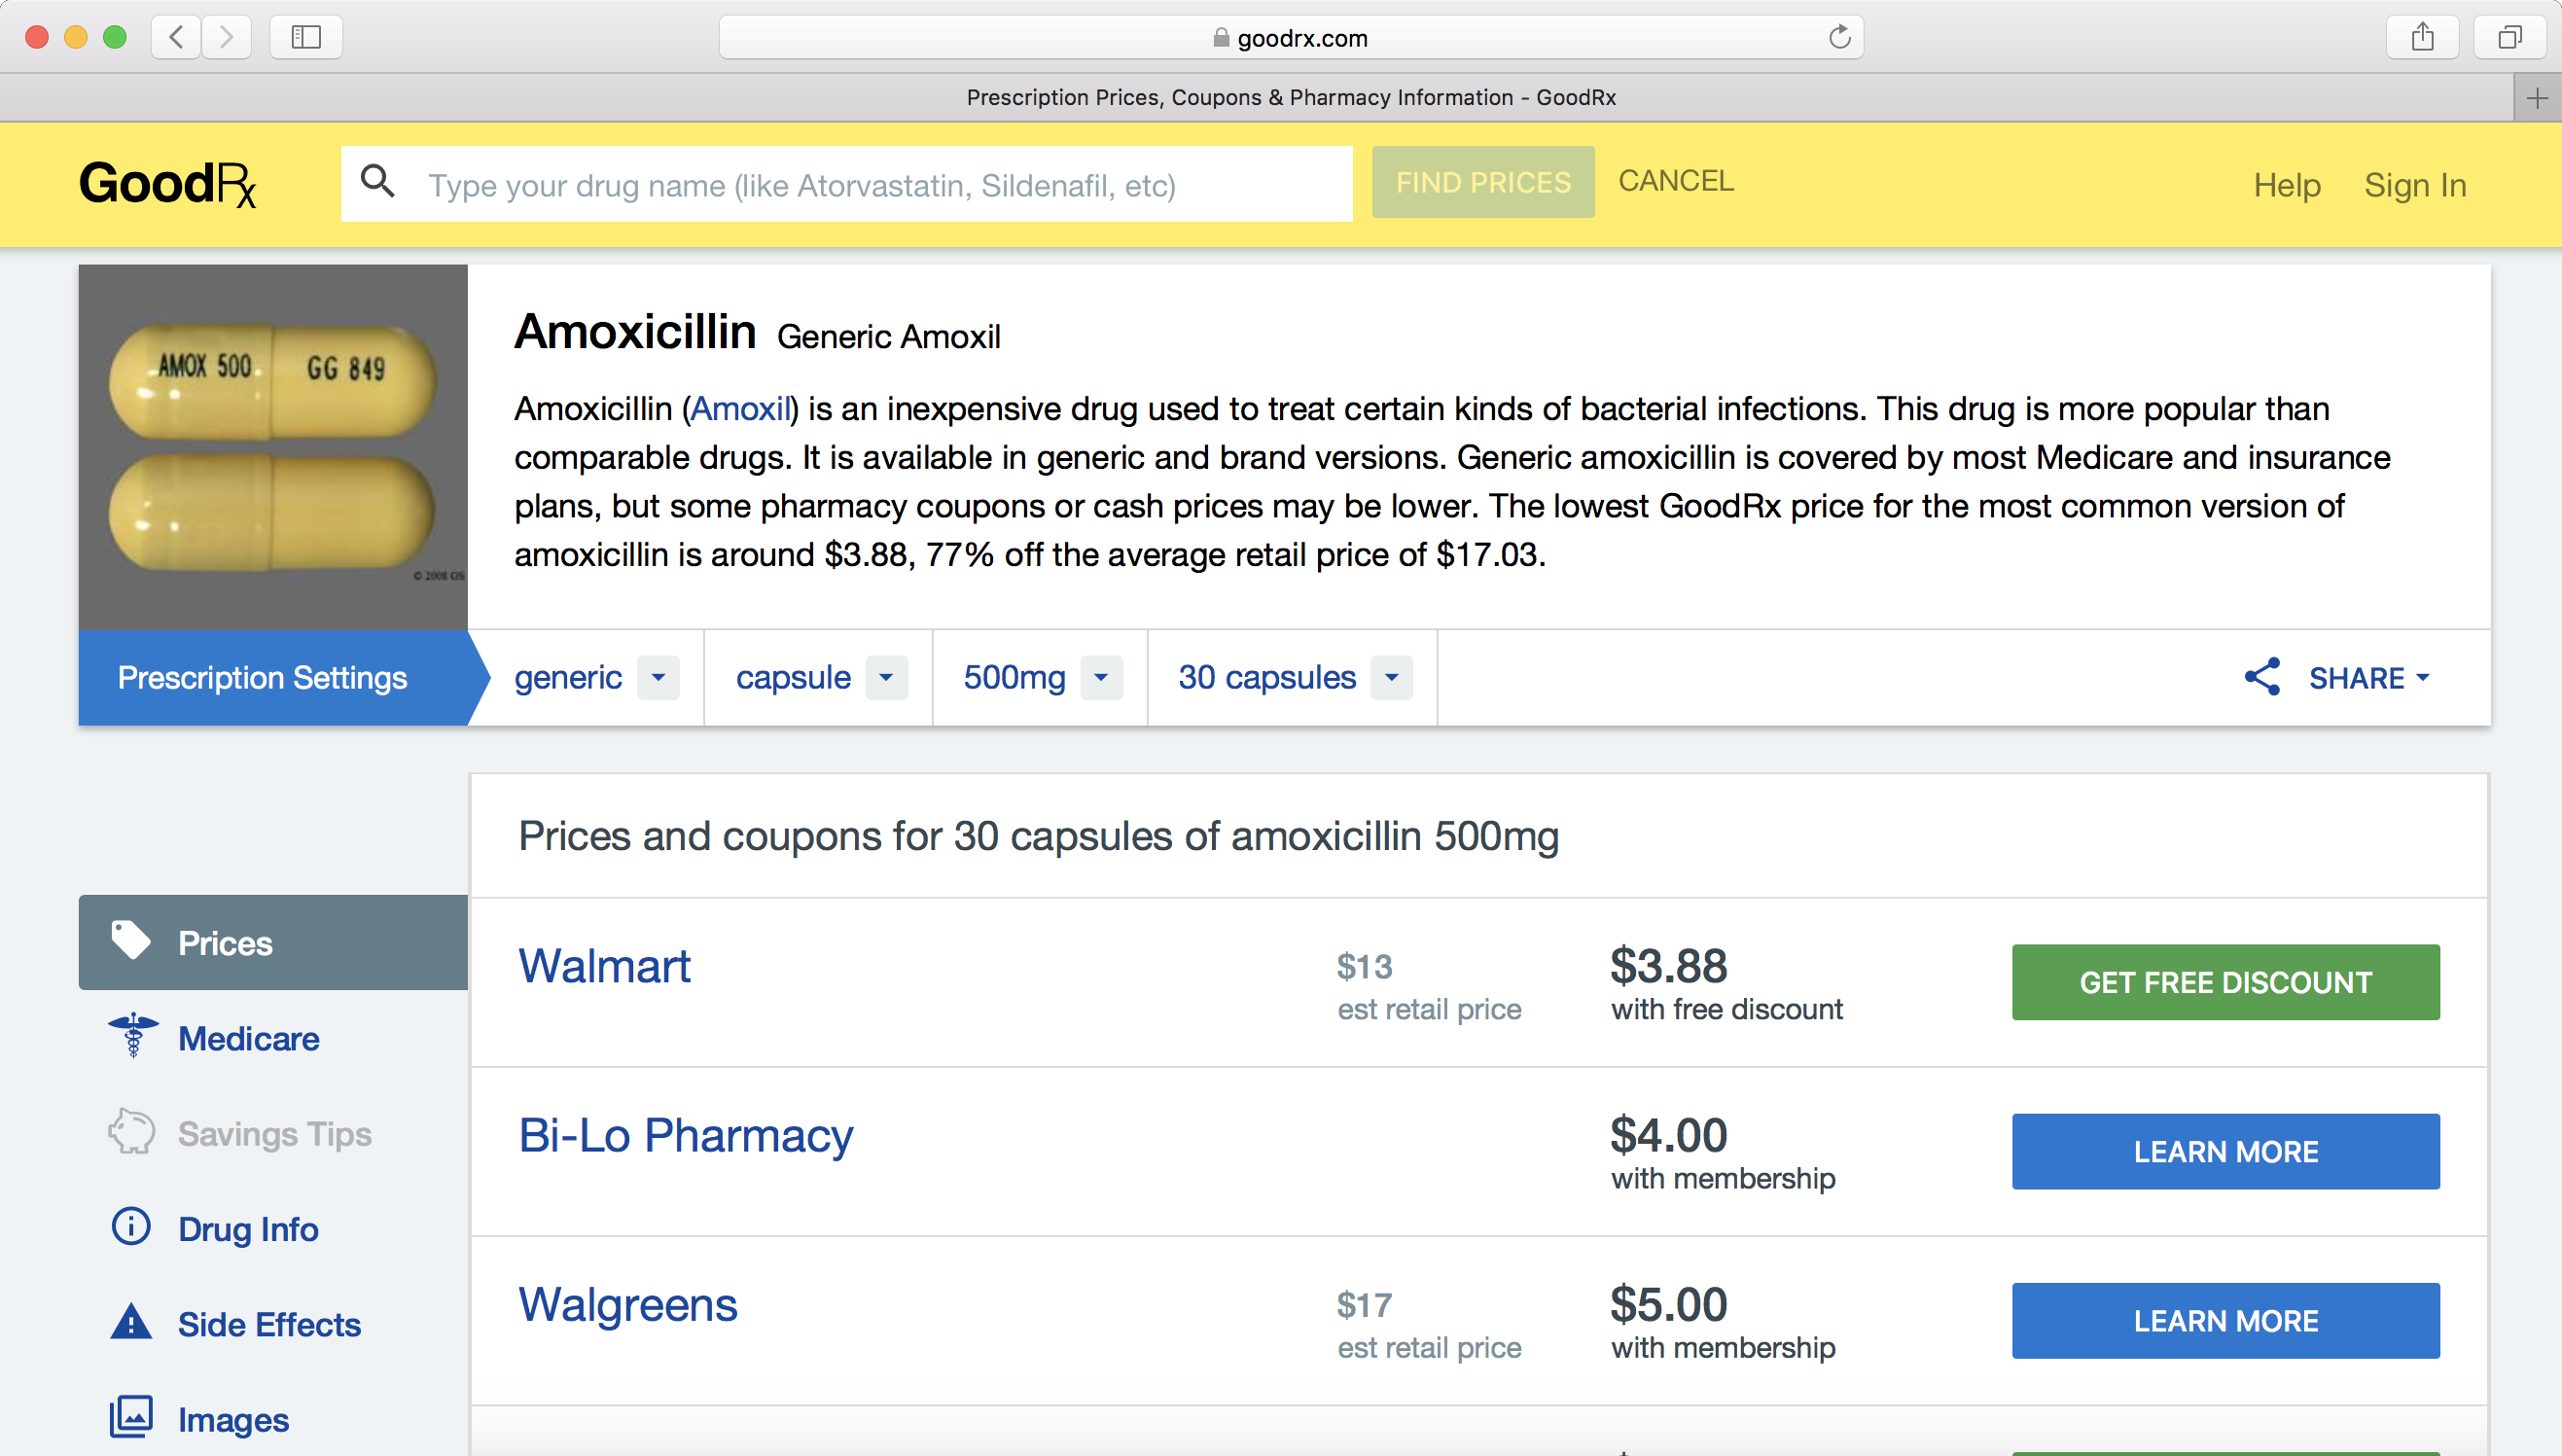 goodrx.com
Prescription Prices, Coupons & Pharmacy Information - GoodRx
GoodRx
Type your drug name (like Atorvastatin, Sildenafil, etc)
FIND PRICES
CANCEL
Help
Sign In
AMOX 500
GG 849
© 2008 GS
Amoxicillin Generic Amoxil
Amoxicillin (Amoxil) is an inexpensive drug used to treat certain kinds of bacterial infections. This drug is more popular than
comparable drugs. It is available in generic and brand versions. Generic amoxicillin is covered by most Medicare and insurance
plans, but some pharmacy coupons or cash prices may be lower. The lowest GoodRx price for the most common version of
amoxicillin is around $3.88, 77% off the average retail price of $17.03.
Prescription Settings
generic
capsule
500mg
30 capsules
SHARE
Prices
Medicare
Savings Tips
Drug Info
Side Effects
Images
Prices and coupons for 30 capsules of amoxicillin 500mg
Walmart
$13
est retail price
$3.88
with free discount
GET FREE DISCOUNT
Bi-Lo Pharmacy
$4.00
with membership
LEARN MORE
Walgreens
$17
est retail price
$5.00
with membership
LEARN MORE